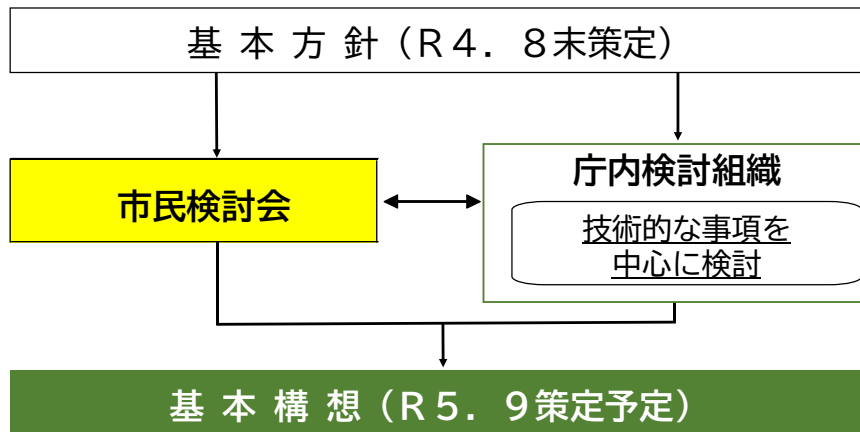 基 本 方 針（Ｒ４．８末策定）
市民検討会
庁内検討組織
技術的な事項を
中心に検討
基 本 構 想（Ｒ５．９策定予定）